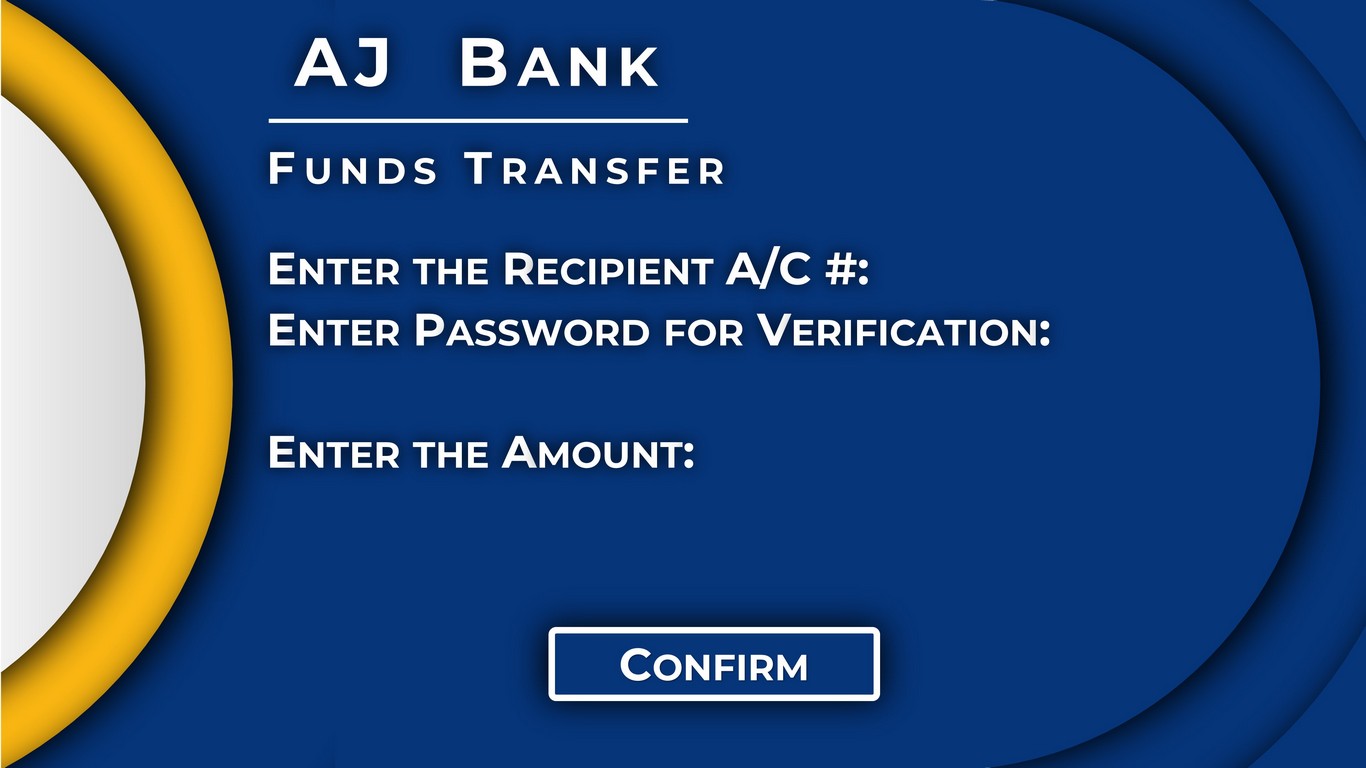 AJ Bank
Funds Transfer
Enter the Recipient A/C #:
Enter Password for Verification:
Enter the Amount:
Confirm